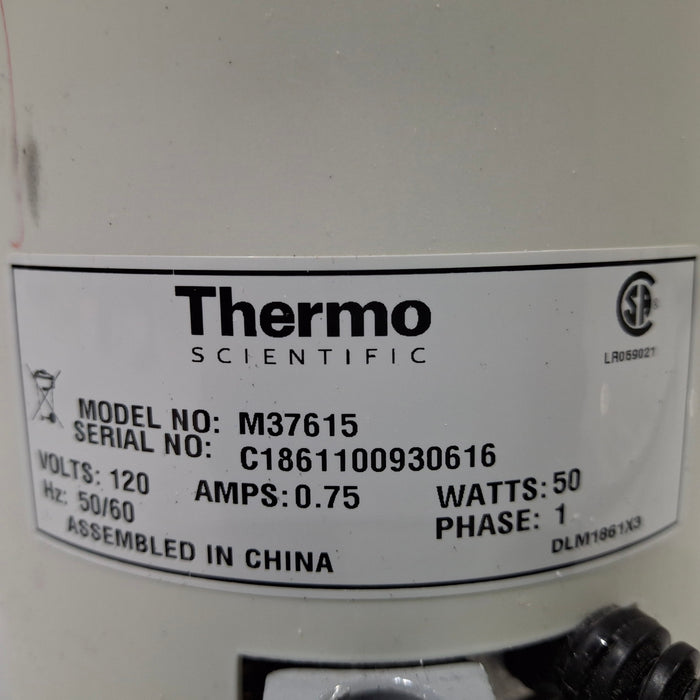 Thermo
SCIENTIFIC
SA ®
LR059021
MODEL NO: M37615
SERIAL NO: C1861100930616
VOLTS: 120 AMPS: 0.75 WATTS: 50
Hz: 50/60 PHASE: 1
ASSEMBLED IN CHINA
DLM1861X3